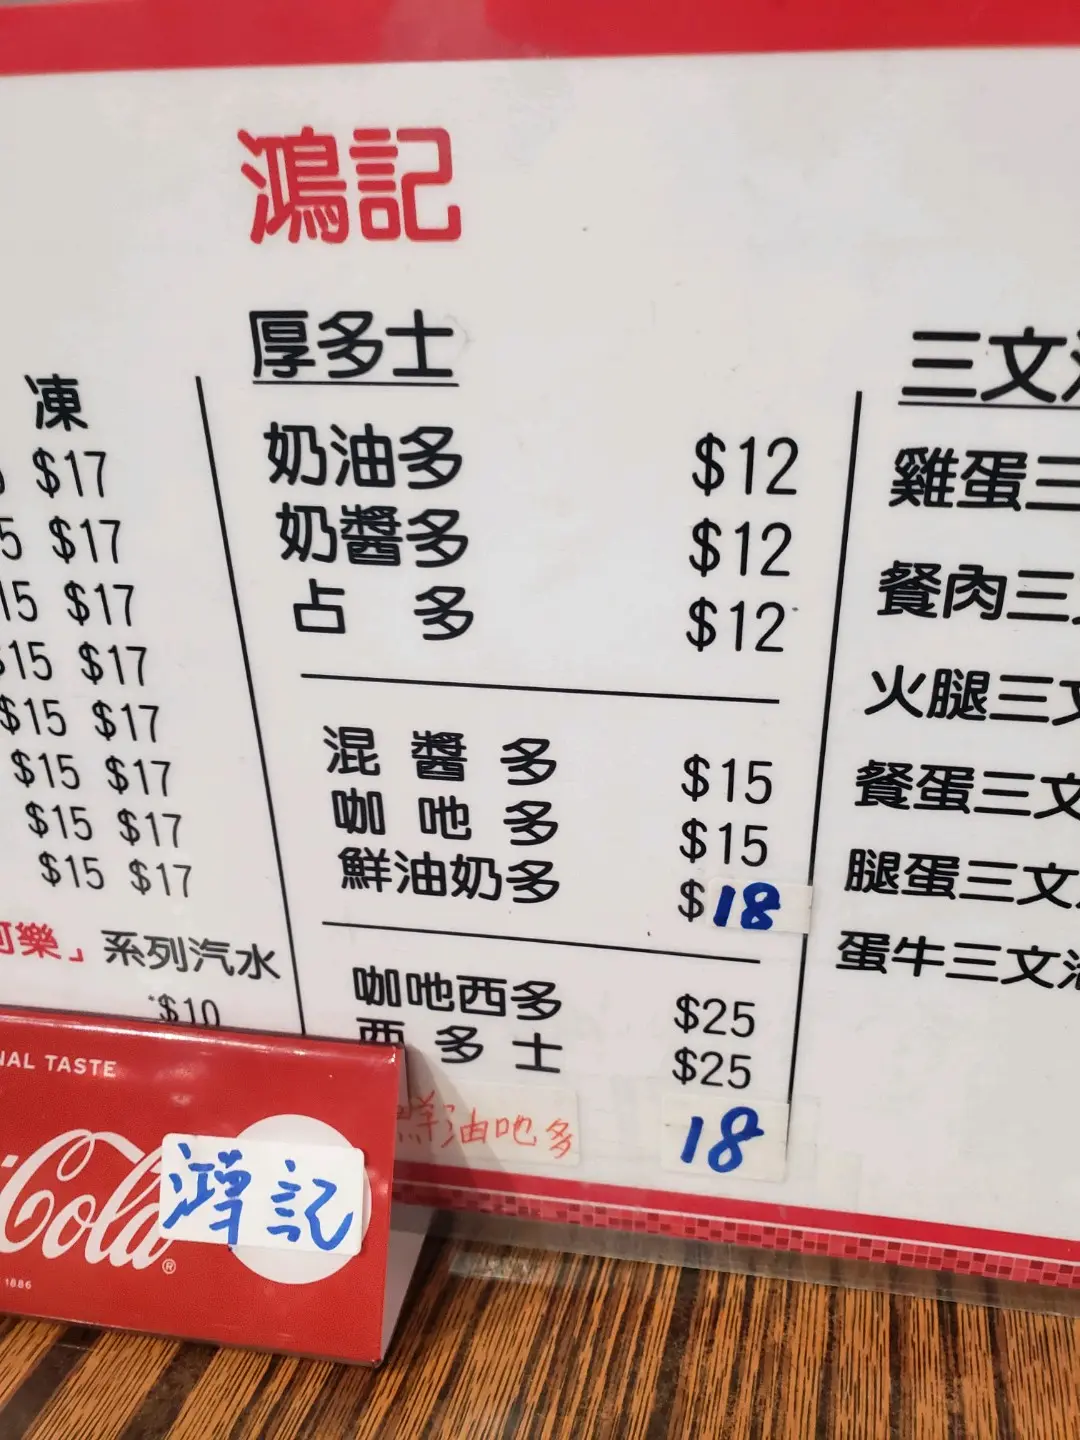 鴻記
凍
$17
5 $17
15 $17
$15 $17
$15 $17
$15 $17
$15 $17
$15 $17
樂」系列汽水
$10
厚多士
奶油多 $12
奶醬多 $12
占 多 $12
混 醬 多 $15
咖 吔 多 $15
鮮油奶多 $18
咖吔西多 $25
西 多 士 $25
鮮油吔多 18
三文
雞蛋三
餐肉三
火腿三文
餐蛋三文
腿蛋三文
蛋牛三文治
NAL TASTE
Cola®
1886
鴻記